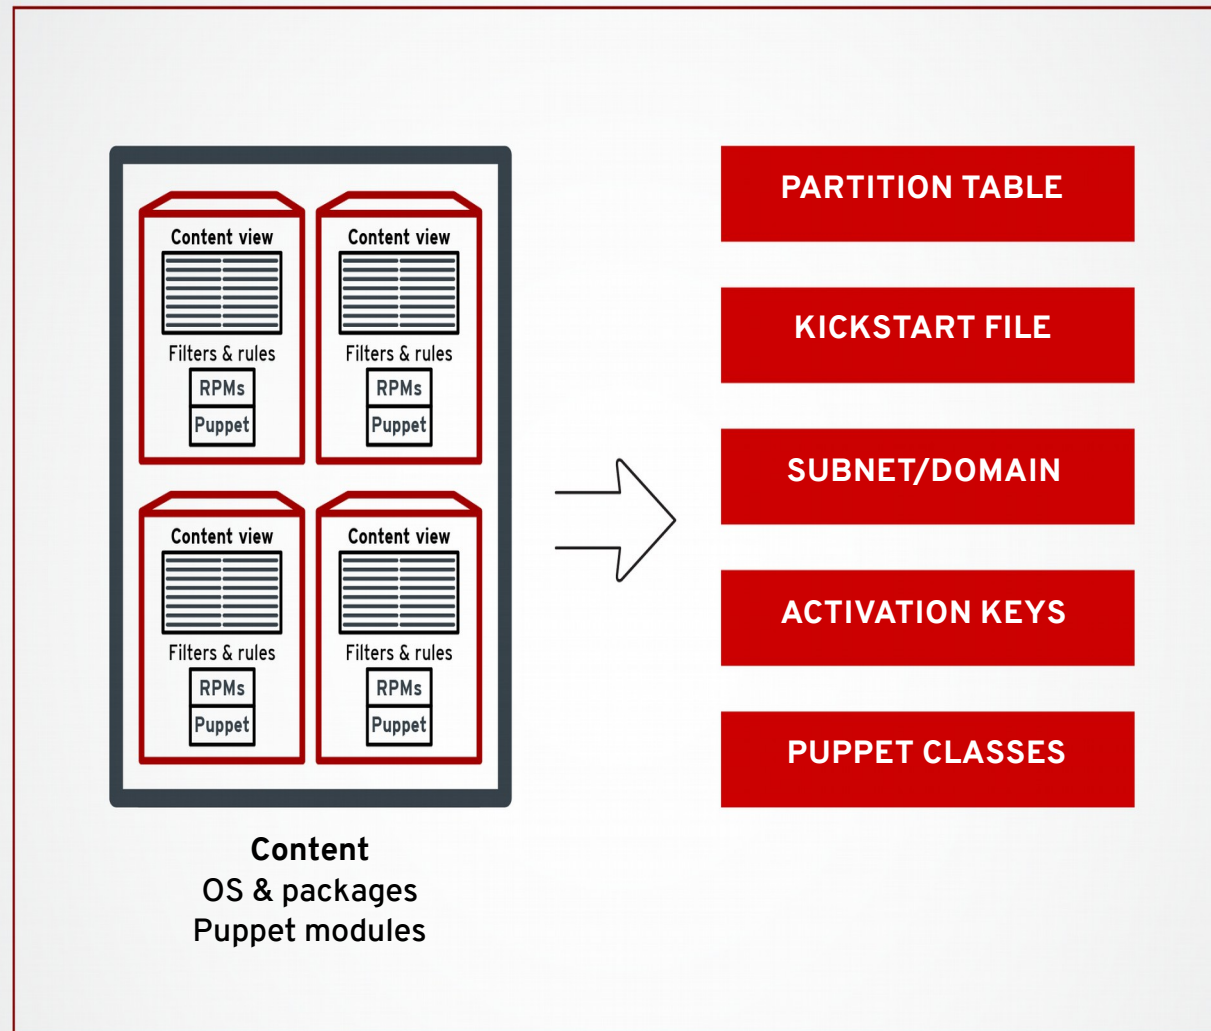 Content view
Filters & rules
RPMs
Puppet
Content view
Filters & rules
RPMs
Puppet
Content view
Filters & rules
RPMs
Puppet
Content view
Filters & rules
RPMs
Puppet
Content
OS & packages
Puppet modules
PARTITION TABLE
KICKSTART FILE
SUBNET/DOMAIN
ACTIVATION KEYS
PUPPET CLASSES